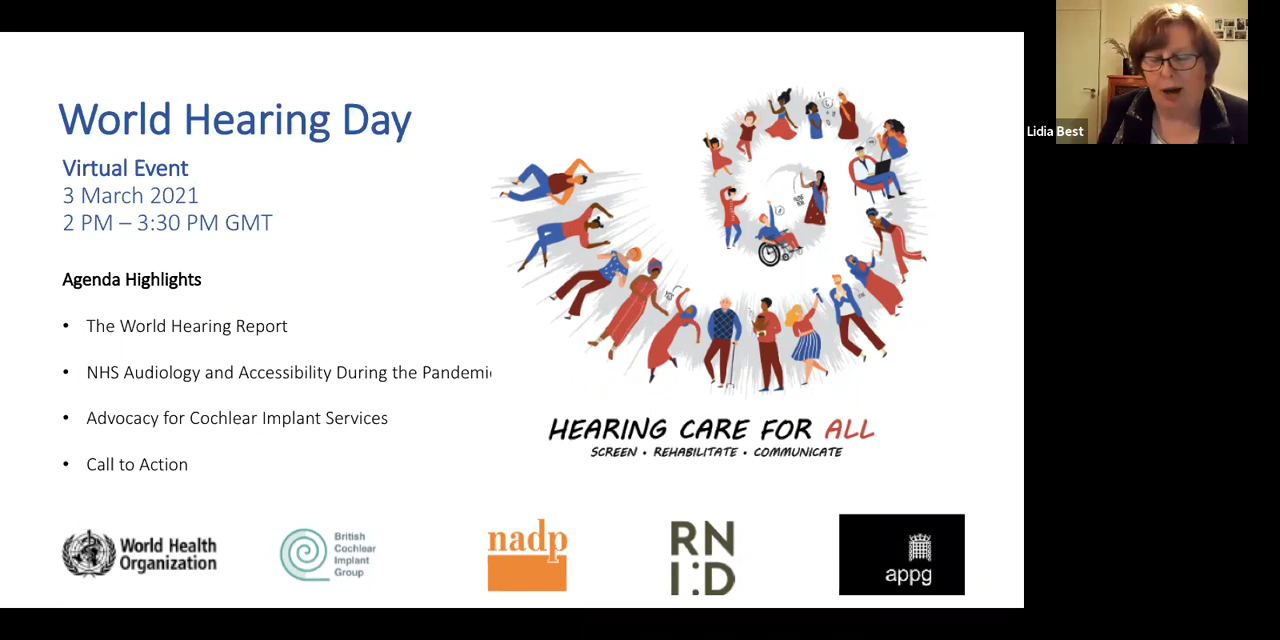 World Hearing Day
Virtual Event
3 March 2021
2 PM – 3:30 PM GMT
Agenda Highlights
• The World Hearing Report
• NHS Audiology and Accessibility During the Pandemic
• Advocacy for Cochlear Implant Services
• Call to Action
HEARING CARE FOR ALL
SCREEN • REHABILITATE • COMMUNICATE
World Health
Organization
British
Cochlear
Implant
Group
nadp
RN
I:D
appg
Lidia Best